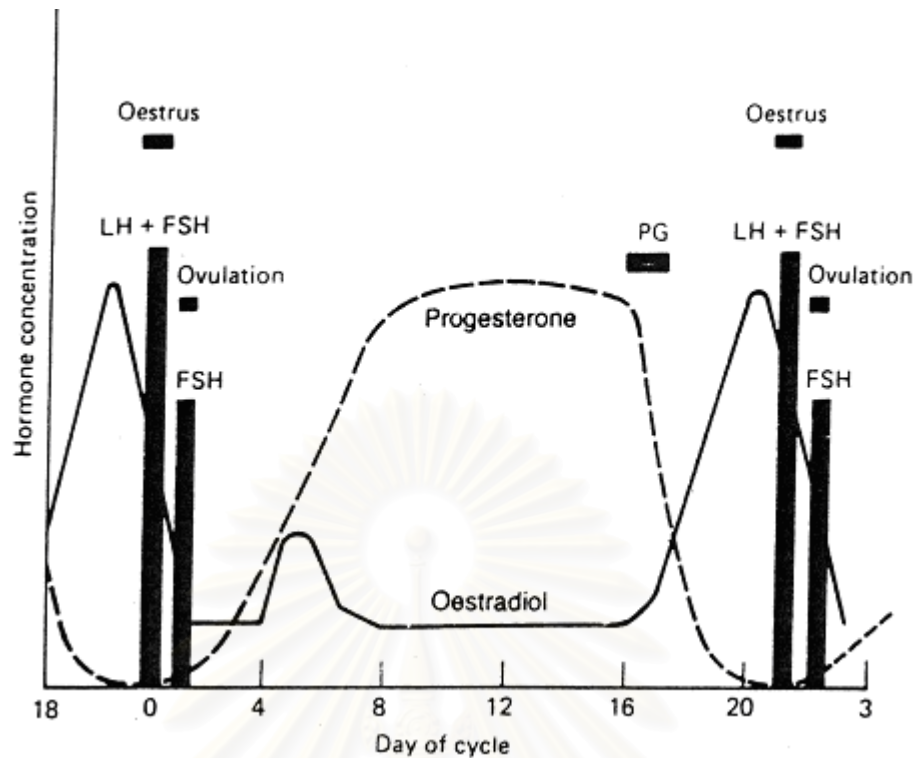 Oestrus
Oestrus
LH + FSH
PG
LH + FSH
Ovulation
Ovulation
Progesterone
FSH
FSH
Oestradiol
Hormone concentration
18 0 4 8 12 16 20 3
Day of cycle